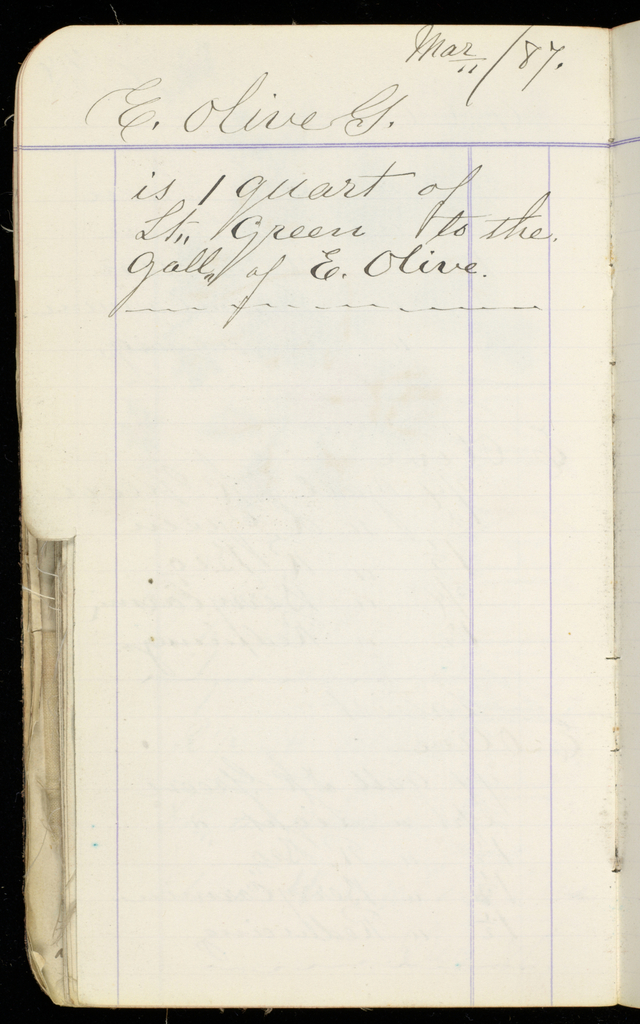 Mar 11 / 87.
E. Olive G.
is 1 quart of
Lt,, Green to the
Gall,, of E. Olive.